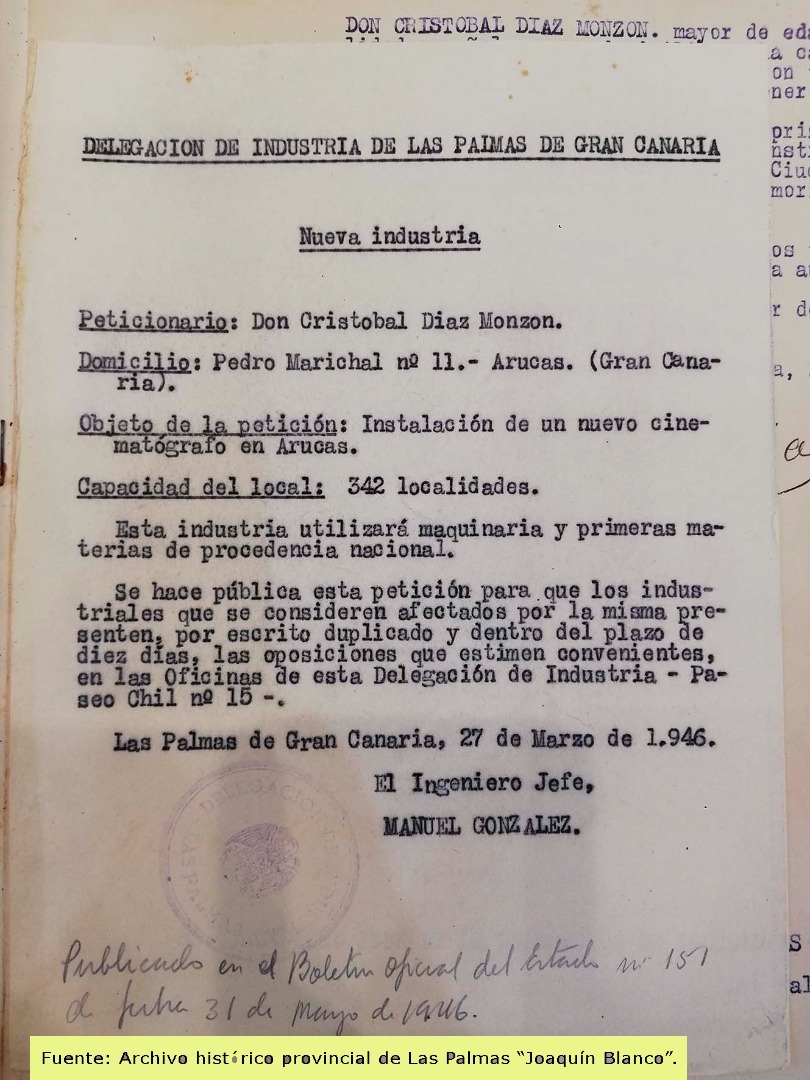 DON CRISTOBAL DIAZ MONZON. mayor de eda
DELEGACION DE INDUSTRIA DE LAS PALMAS DE GRAN CANARIA
Nueva industria
Peticionario: Don Cristobal Diaz Monzon.
Domicilio: Pedro Marichal nº 11.- Arucas. (Gran Cana-
ria).
Objeto de la petición: Instalación de un nuevo cine-
matógrafo en Arucas.
Capacidad del local: 342 localidades.
Esta industria utilizará maquinaria y primeras ma-
terias de procedencia nacional.
Se hace pública esta petición para que los indus-
triales que se consideren afectados por la misma pre-
senten, por escrito duplicado y dentro del plazo de
diez días, las oposiciones que estimen convenientes,
en las Oficinas de esta Delegación de Industria - Pa-
seo Chil nº 15 -.
Las Palmas de Gran Canaria, 27 de Marzo de 1.946.
El Ingeniero Jefe,
MANUEL GONZALEZ.
DELEGACION
Publicado en el Boletin Oficial del Estado nº 151
de fecha 31 de Mayo de 1946.
Fuente: Archivo histórico provincial de Las Palmas "Joaquín Blanco".